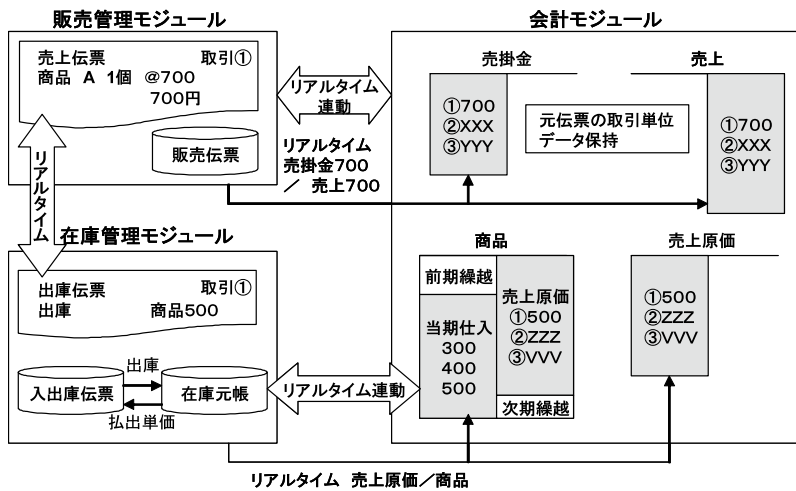 販売管理モジュール
売上伝票 取引①
商品 A 1個 @700
700円
販売伝票
リアルタイム
連動
リアルタイム
売掛金700
/ 売上700
リアルタイム
会計モジュール
売掛金
①700
②XXX
③YYY
元伝票の取引単位
データ保持
売上
①700
②XXX
③YYY
在庫管理モジュール
出庫伝票 取引①
出庫 商品500
入出庫伝票
出庫
払出単価
在庫元帳
リアルタイム連動
商品
前期繰越
当期仕入
300
400
500
売上原価
①500
②ZZZ
③VVV
次期繰越
売上原価
①500
②ZZZ
③VVV
リアルタイム 売上原価/商品